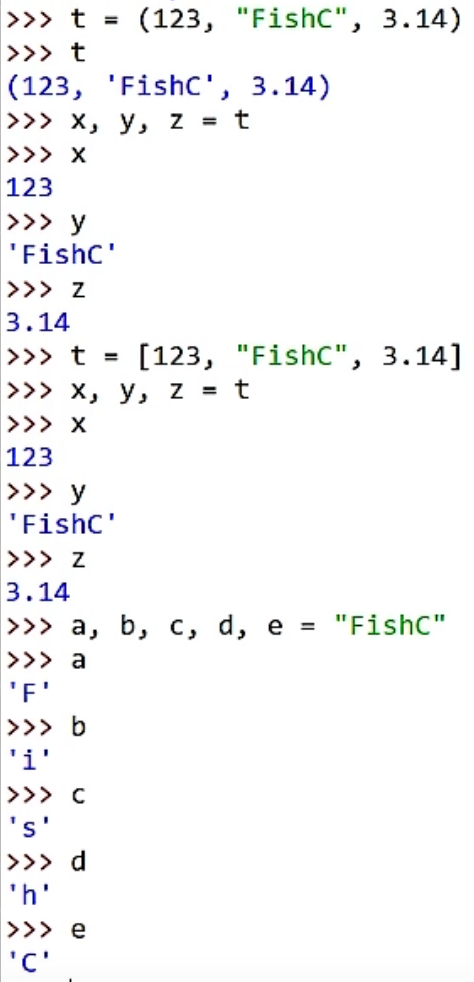 >>> t = (123, "FishC", 3.14)
>>> t
(123, 'FishC', 3.14)
>>> x, y, z = t
>>> x
123
>>> y
'FishC'
>>> z
3.14
>>> t = [123, "FishC", 3.14]
>>> x, y, z = t
>>> x
123
>>> y
'FishC'
>>> z
3.14
>>> a, b, c, d, e = "FishC"
>>> a
'F'
>>> b
'i'
>>> c
's'
>>> d
'h'
>>> e
'C'